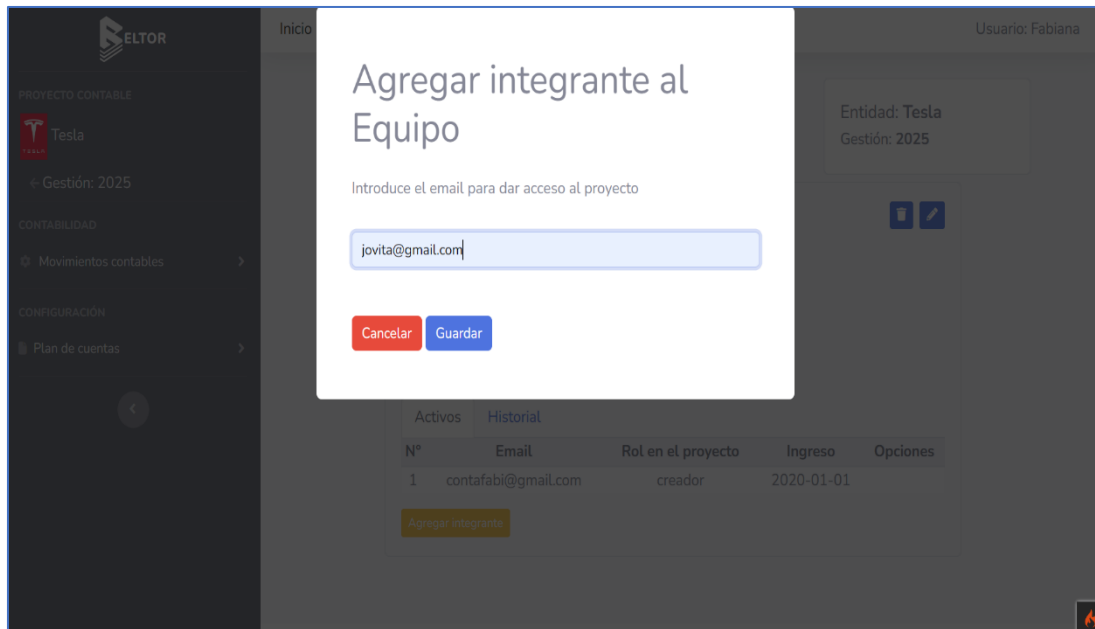 ELTOR
Inicio
Usuario: Fabiana
PROYECTO CONTABLE
TESLA
Tesla
← Gestión: 2025
CONTABILIDAD
Movimientos contables
CONFIGURACIÓN
Plan de cuentas
Agregar integrante al
Equipo
Introduce el email para dar acceso al proyecto
jovita@gmail.com
Cancelar Guardar
Entidad: Tesla
Gestión: 2025
Activos Historial
N° Email Rol en el proyecto Ingreso Opciones
1 contafabi@gmail.com creador 2020-01-01
Agregar integrante